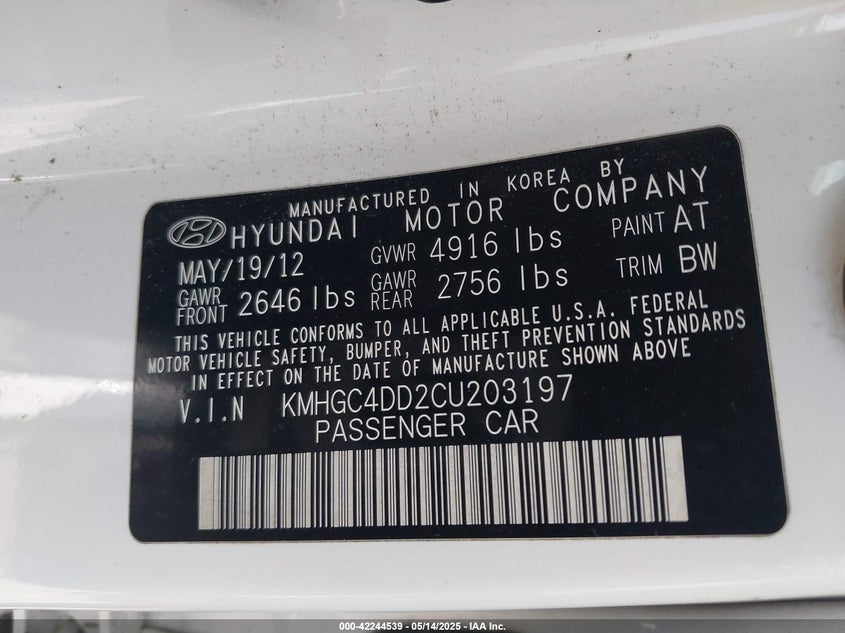 MANUFACTURED IN KOREA BY
HYUNDAI MOTOR COMPANY
MAY/19/12 GVWR 4916 lbs PAINT AT
GAWR FRONT 2646 lbs GAWR REAR 2756 lbs TRIM BW
THIS VEHICLE CONFORMS TO ALL APPLICABLE U.S.A. FEDERAL
MOTOR VEHICLE SAFETY, BUMPER, AND THEFT PREVENTION STANDARDS
IN EFFECT ON THE DATE OF MANUFACTURE SHOWN ABOVE
V.I.N KMHGC4DD2CU203197
PASSENGER CAR
000-42244539 - 05/14/2025 - IAA Inc.